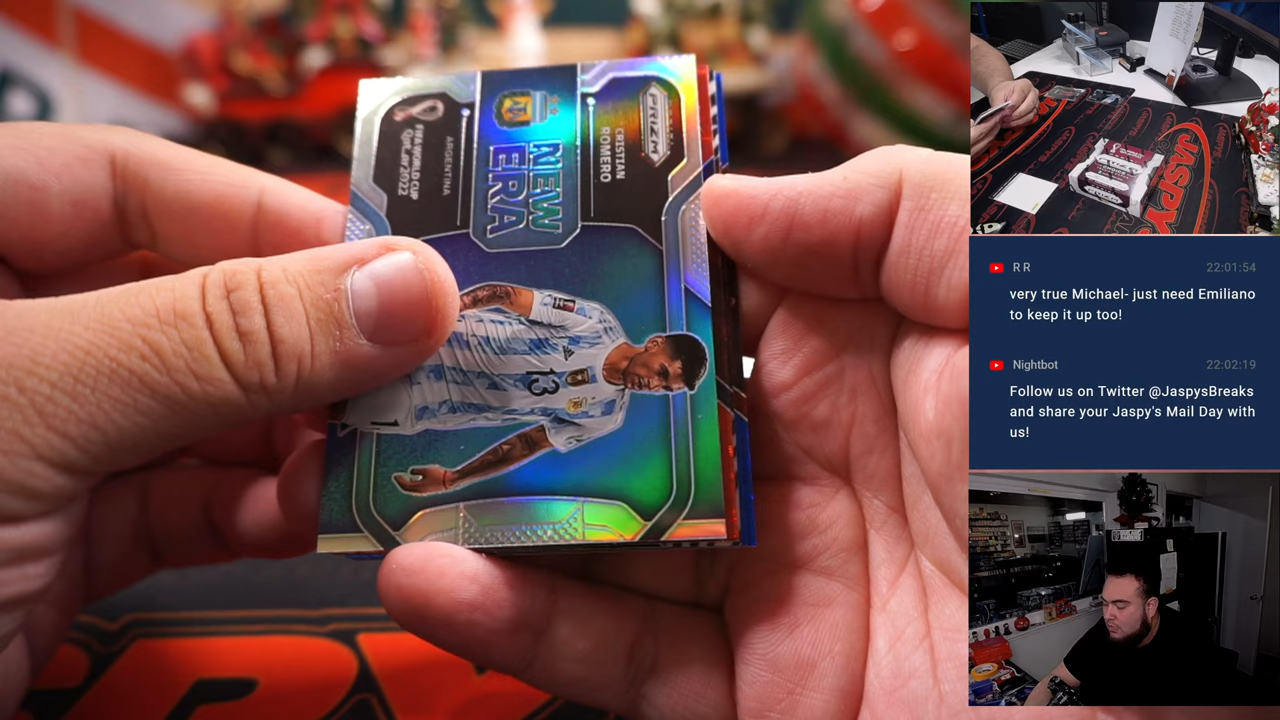 PRIZM
CRISTIAN
ROMERO
NEW
ERA
ARGENTINA
FIFA WORLD CUP
Qatar2022
13
JASPY'S
R R
22:01:54
very true Michael- just need Emiliano
to keep it up too!
Nightbot
22:02:19
Follow us on Twitter @JaspysBreaks
and share your Jaspy's Mail Day with
us!